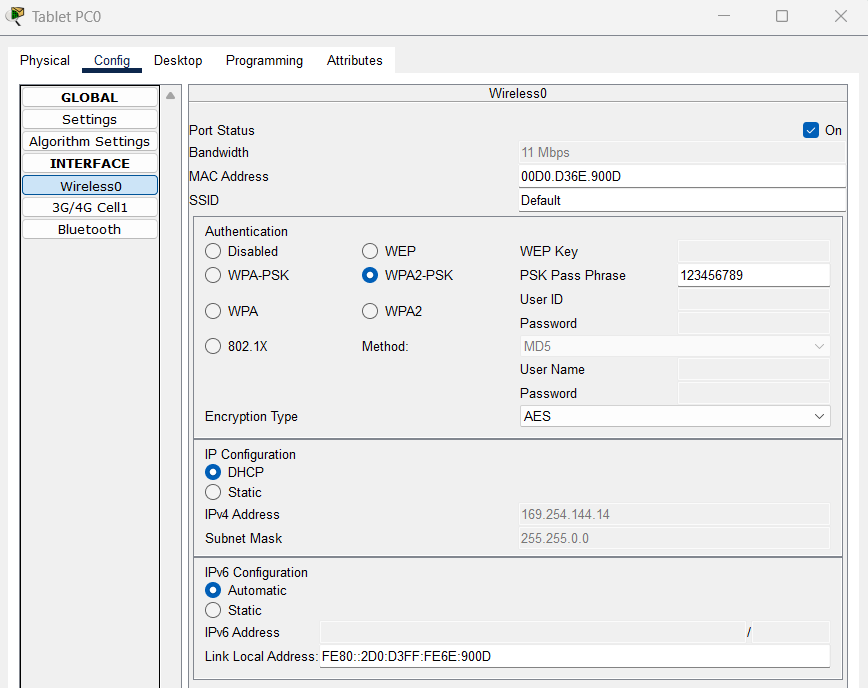 Tablet PC0
Physical Config Desktop Programming Attributes
GLOBAL
Settings
Algorithm Settings
INTERFACE
Wireless0
3G/4G Cell1
Bluetooth
Wireless0
Port Status On
Bandwidth 11 Mbps
MAC Address 00D0.D36E.900D
SSID Default
Authentication
Disabled WEP WEP Key
WPA-PSK WPA2-PSK PSK Pass Phrase 123456789
User ID
WPA WPA2
Password
802.1X Method: MD5
User Name
Password
Encryption Type AES
IP Configuration
DHCP
Static
IPv4 Address 169.254.144.14
Subnet Mask 255.255.0.0
IPv6 Configuration
Automatic
Static
IPv6 Address /
Link Local Address: FE80::2D0:D3FF:FE6E:900D